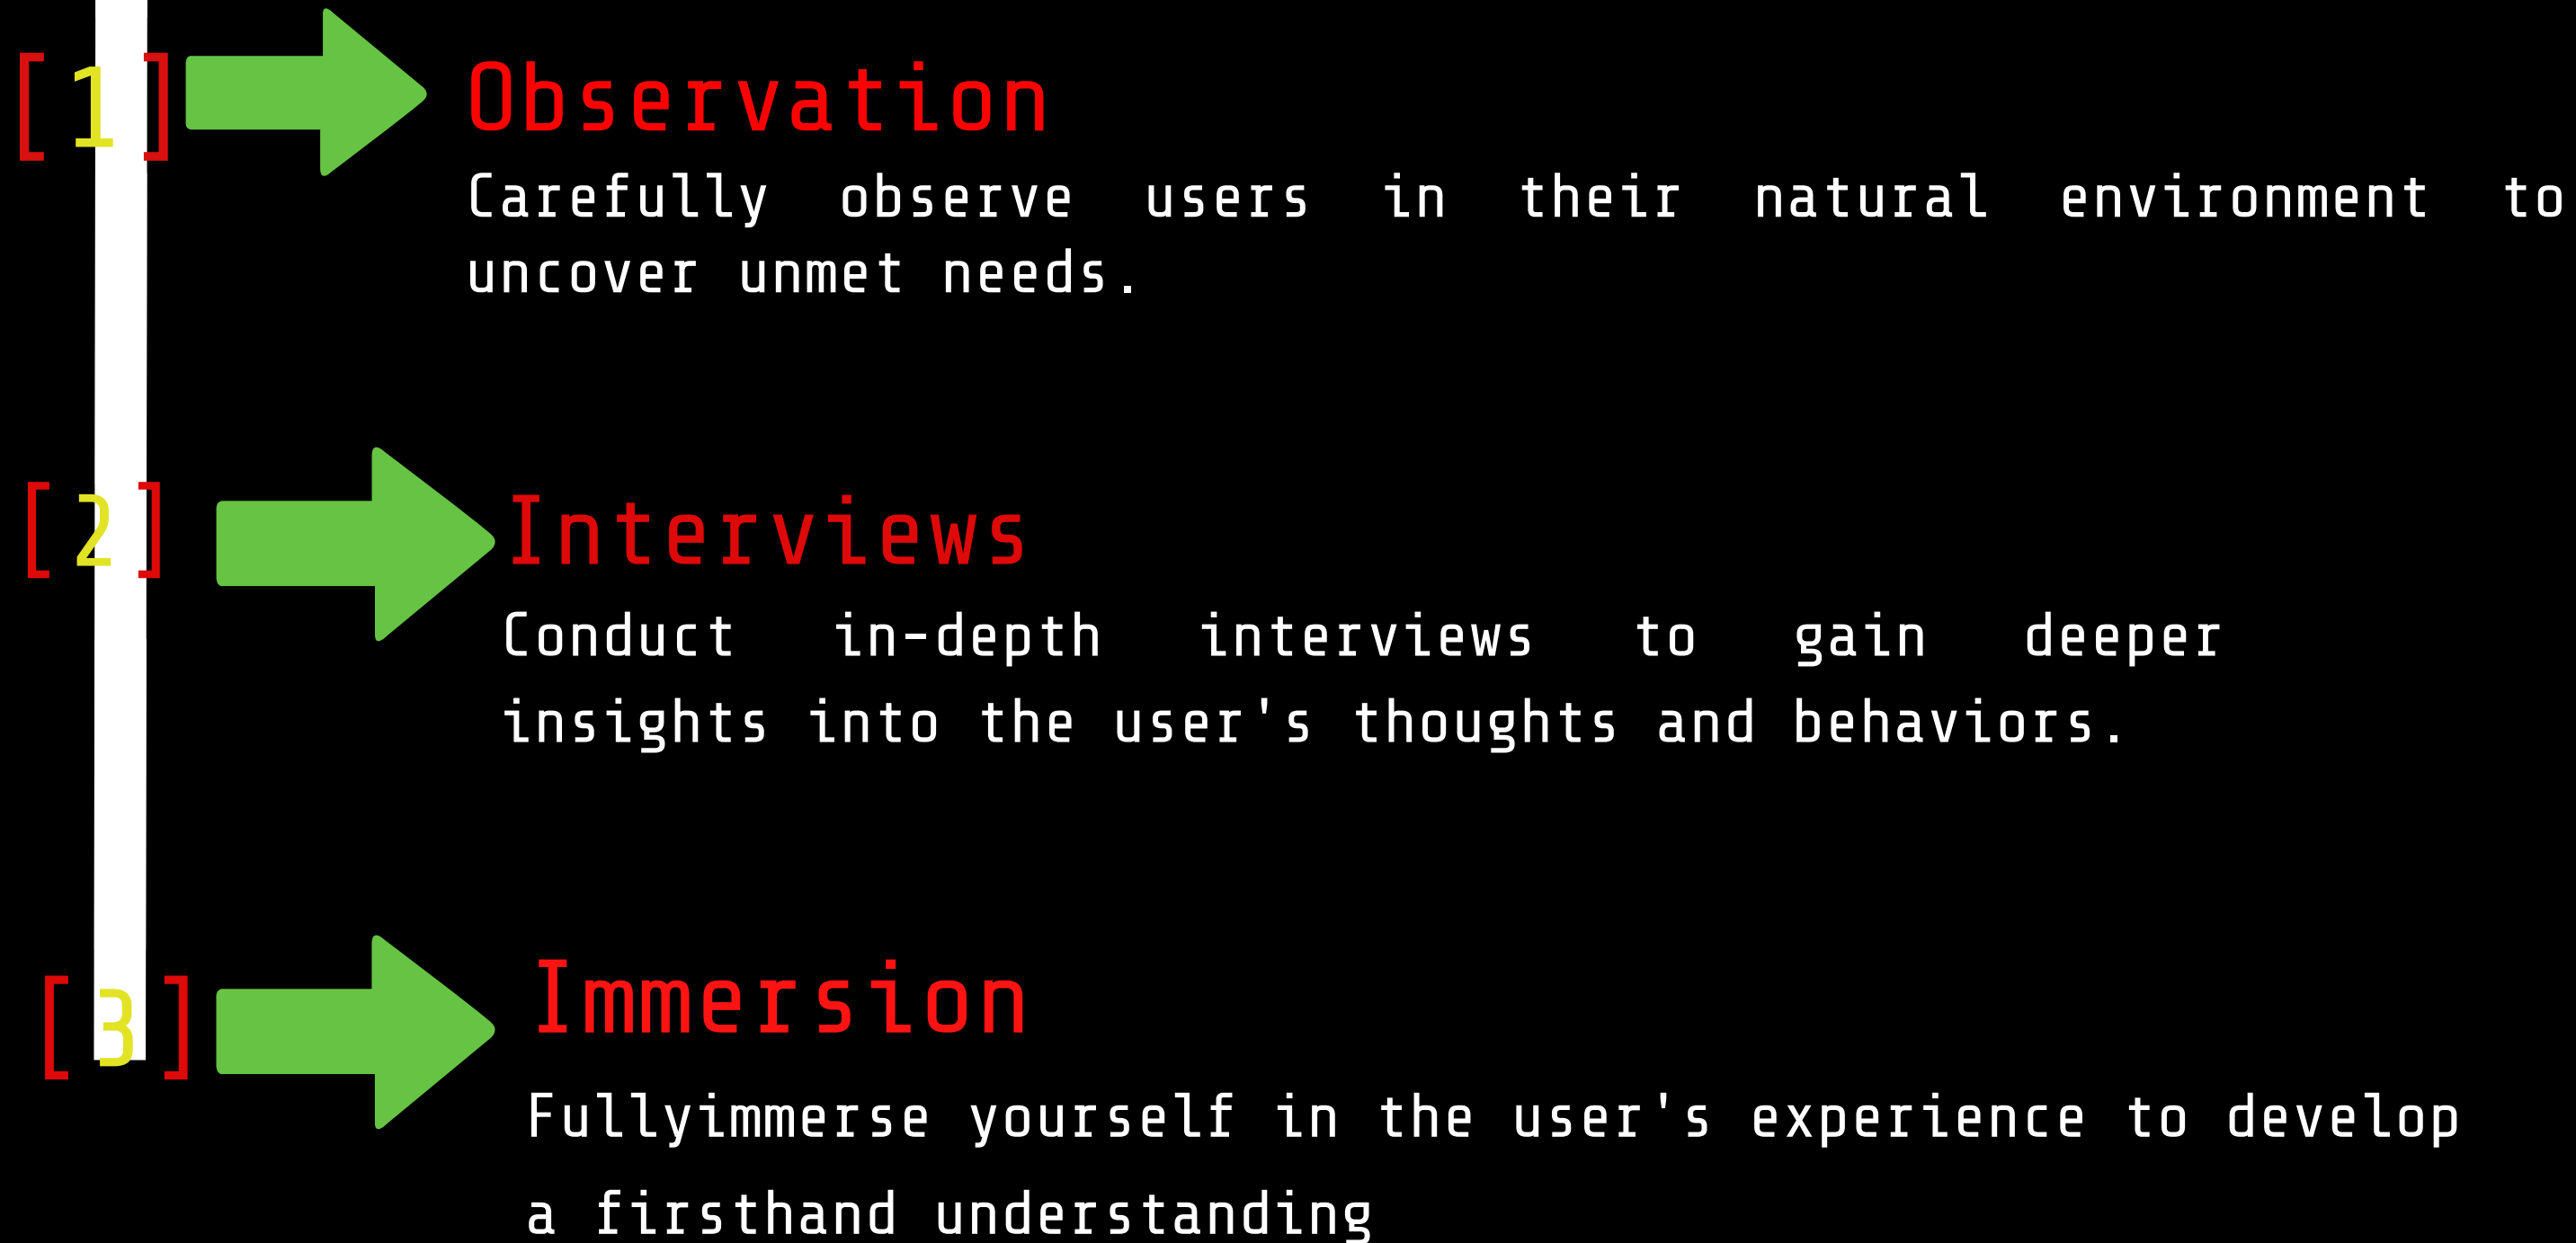 [1] Observation
Carefully observe users in their natural environment to
uncover unmet needs.
[2] Interviews
Conduct in-depth interviews to gain deeper
insights into the user's thoughts and behaviors.
[3] Immersion
Fullyimmerse yourself in the user's experience to develop
a firsthand understanding